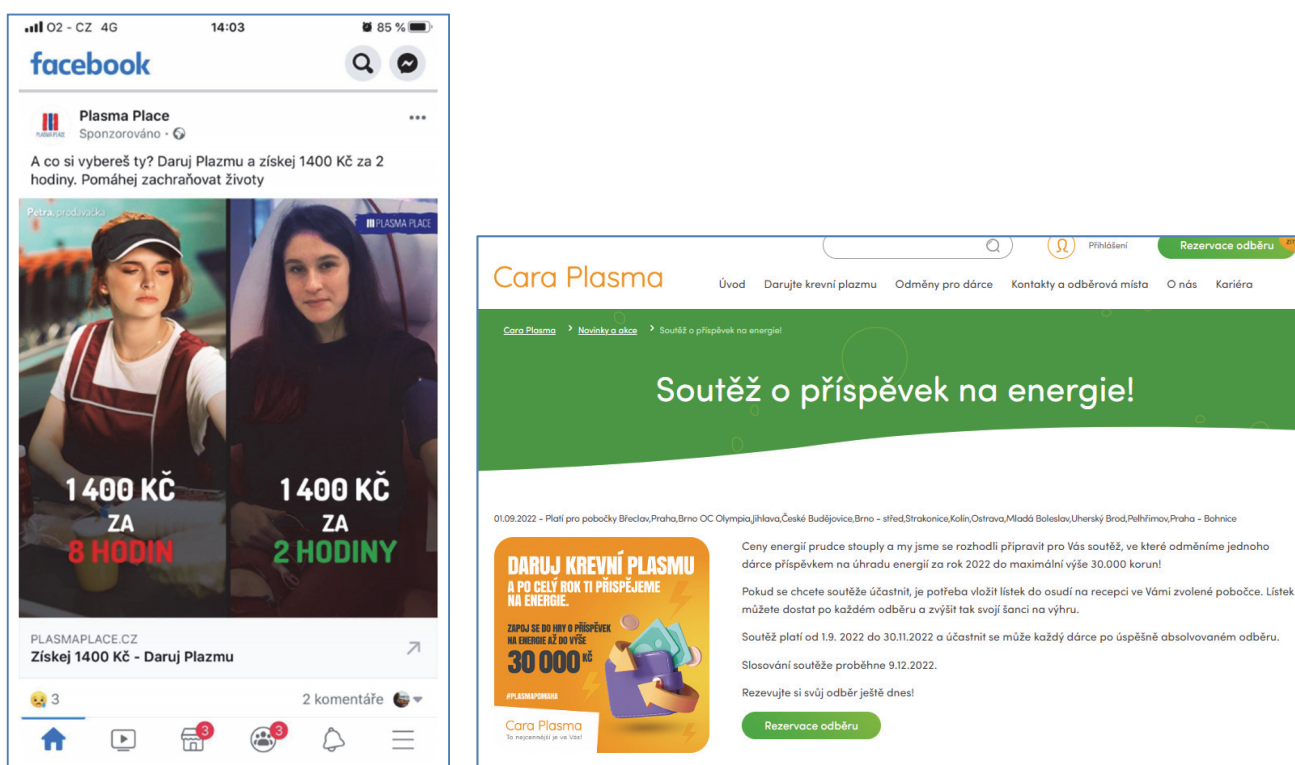 O2 - CZ 4G 14:03 85 %
facebook
Plasma Place
Sponzorováno
A co si vybereš ty? Daruj Plazmu a získej 1400 Kč za 2
hodiny. Pomáhej zachraňovat životy
Petra, prodavačka
PLASMA PLACE
1400 KČ
ZA
8 HODIN
1400 KČ
ZA
2 HODINY
PLASMAPLACE.CZ
Získej 1400 Kč - Daruj Plazmu
3 2 komentáře
3 3
Přihlášení Rezervace odběru
Cara Plasma
Úvod Darujte krevní plazmu Odměny pro dárce Kontakty a odběrová místa O nás Kariéra
Cara Plasma > Novinky a akce > Soutěž o příspěvek na energie!
Soutěž o příspěvek na energie!
01.09.2022 - Platí pro pobočky Břeclav,Praha,Brno OC Olympia,Jihlava,České Budějovice,Brno - střed,Strakonice,Kolín,Ostrava,Mladá Boleslav,Uherský Brod,Pelhřimov,Praha - Bohnice
DARUJ KREVNÍ PLASMU
A PO CELÝ ROK TI PŘISPĚJEME
NA ENERGIE.
ZAPOJ SE DO HRY O PŘÍSPĚVEK
NA ENERGIE AŽ DO VÝŠE
30 000 KČ
#PLASMAPOMAHA
Cara Plasma
To nejcennější je ve Vás!
Ceny energií prudce stouply a my jsme se rozhodli připravit pro Vás soutěž, ve které odměníme jednoho
dárce příspěvkem na úhradu energií za rok 2022 do maximální výše 30.000 korun!
Pokud se chcete soutěže účastnit, je potřeba vložit lístek do osudí na recepci ve Vámi zvolené pobočce. Lístek
můžete dostat po každém odběru a zvýšit tak svojí šanci na výhru.
Soutěž platí od 1.9. 2022 do 30.11.2022 a účastnit se může každý dárce po úspěšně absolvovaném odběru.
Slosování soutěže proběhne 9.12.2022.
Rezevujte si svůj odběr ještě dnes!
Rezervace odběru